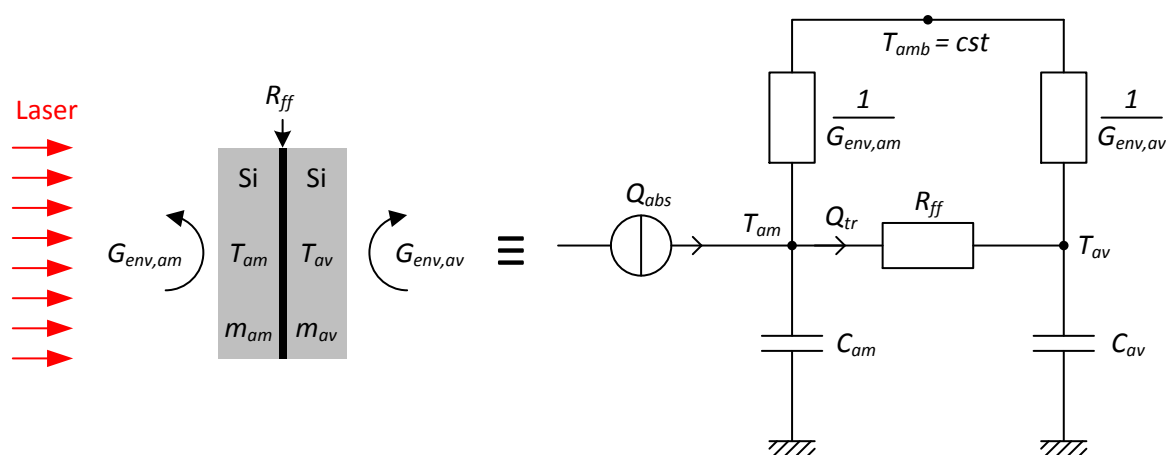 Laser
R_ff
Si Si
G_env,am T_am T_av G_env,av
m_am m_av
≡
T_amb = cst
1
G_env,am
1
G_env,av
Q_abs
T_am
Q_tr
R_ff
T_av
C_am
C_av